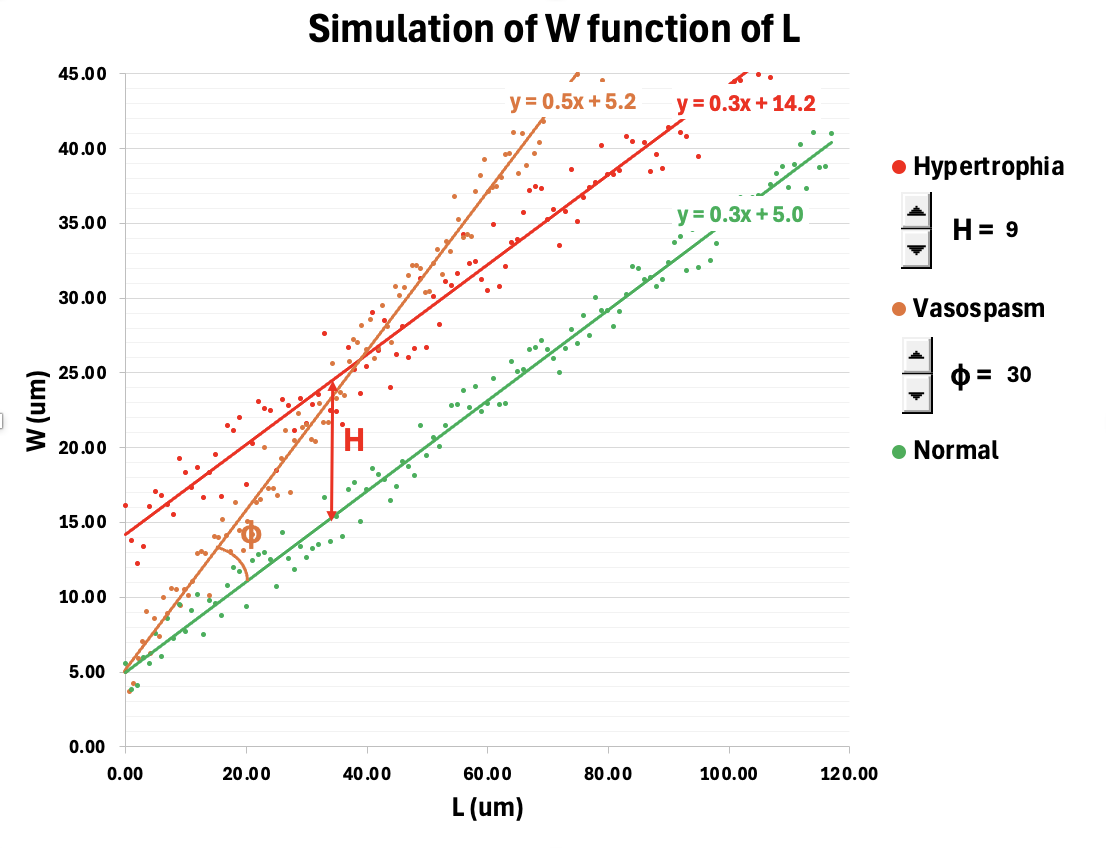 Simulation of W function of L
45.00
40.00
35.00
30.00
25.00
20.00
15.00
10.00
5.00
0.00
W (um)
y = 0.5x + 5.2
y = 0.3x + 14.2
y = 0.3x + 5.0
H
ϕ
0.00 20.00 40.00 60.00 80.00 100.00 120.00
L (um)
Hypertrophia
H = 9
Vasospasm
ϕ = 30
Normal